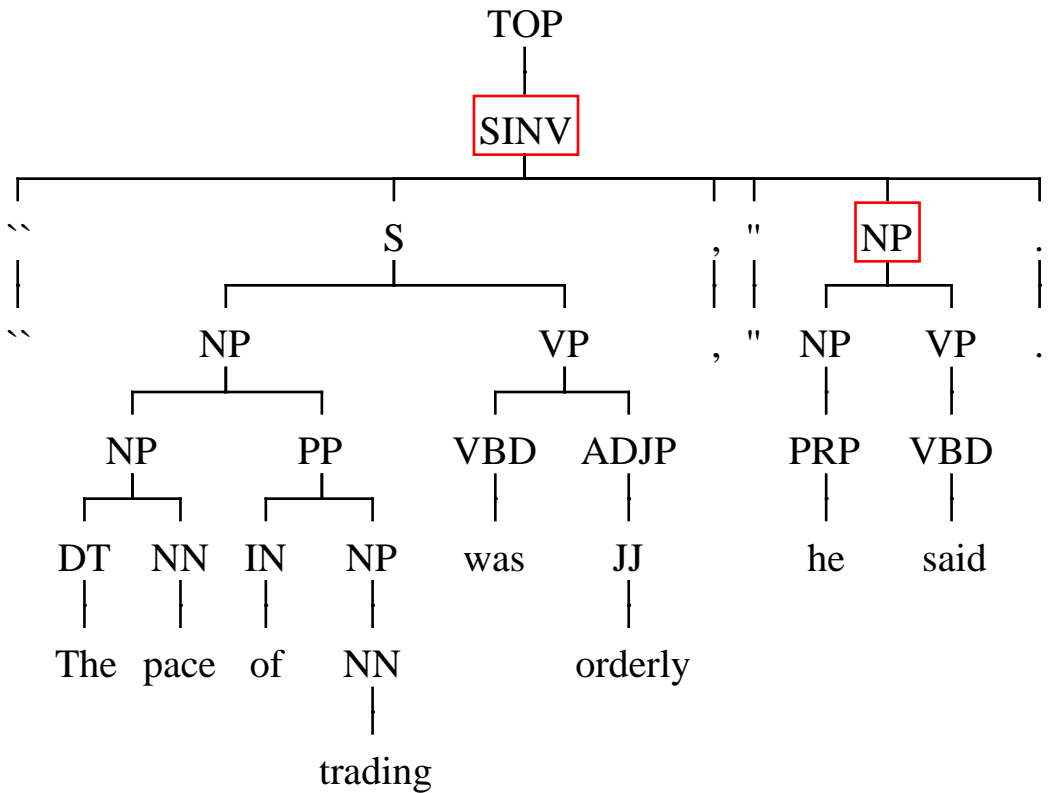 TOP
SINV
`` S , " NP .
`` NP VP , " NP VP .
NP PP VBD ADJP PRP VBD
DT NN IN NP was JJ he said
The pace of NN orderly
trading